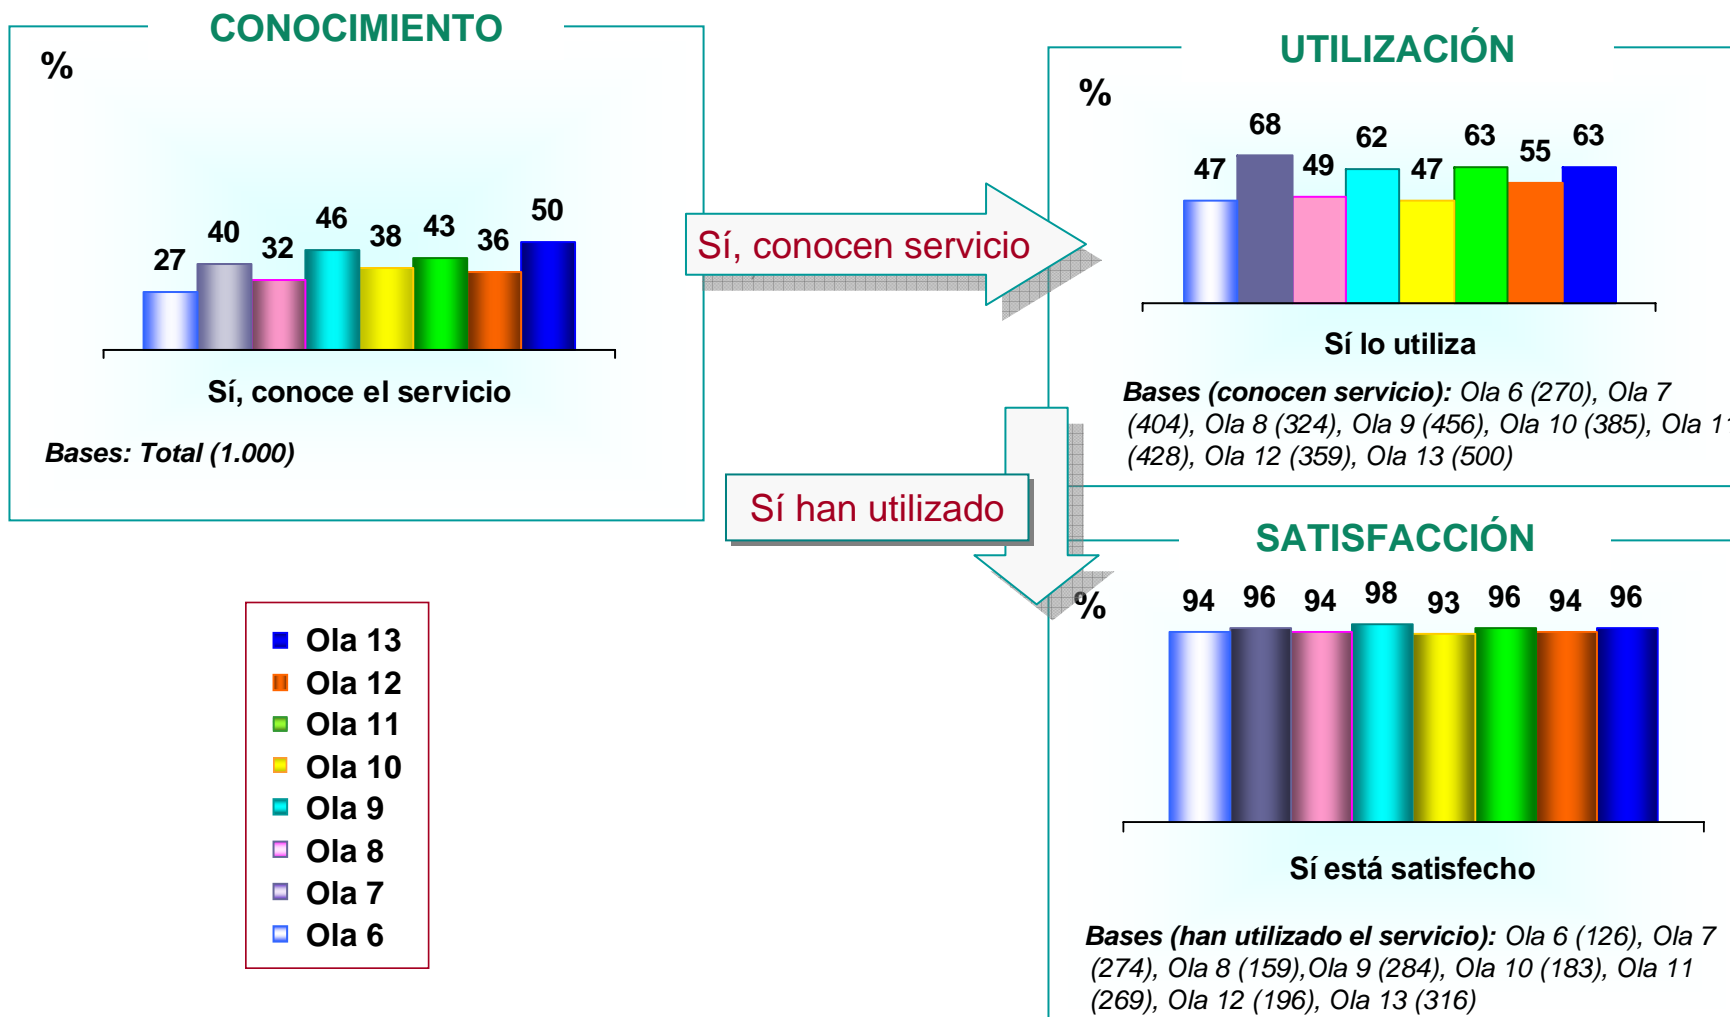 CONOCIMIENTO
%
27 40 32 46 38 43 36 50
Sí, conoce el servicio
Bases: Total (1.000)
Sí, conocen servicio
UTILIZACIÓN
%
47 68 49 62 47 63 55 63
Sí lo utiliza
Bases (conocen servicio): Ola 6 (270), Ola 7
(404), Ola 8 (324), Ola 9 (456), Ola 10 (385), Ola 11
(428), Ola 12 (359), Ola 13 (500)
Sí han utilizado
SATISFACCIÓN
%
94 96 94 98 93 96 94 96
Sí está satisfecho
Bases (han utilizado el servicio): Ola 6 (126), Ola 7
(274), Ola 8 (159),Ola 9 (284), Ola 10 (183), Ola 11
(269), Ola 12 (196), Ola 13 (316)
Ola 13
Ola 12
Ola 11
Ola 10
Ola 9
Ola 8
Ola 7
Ola 6